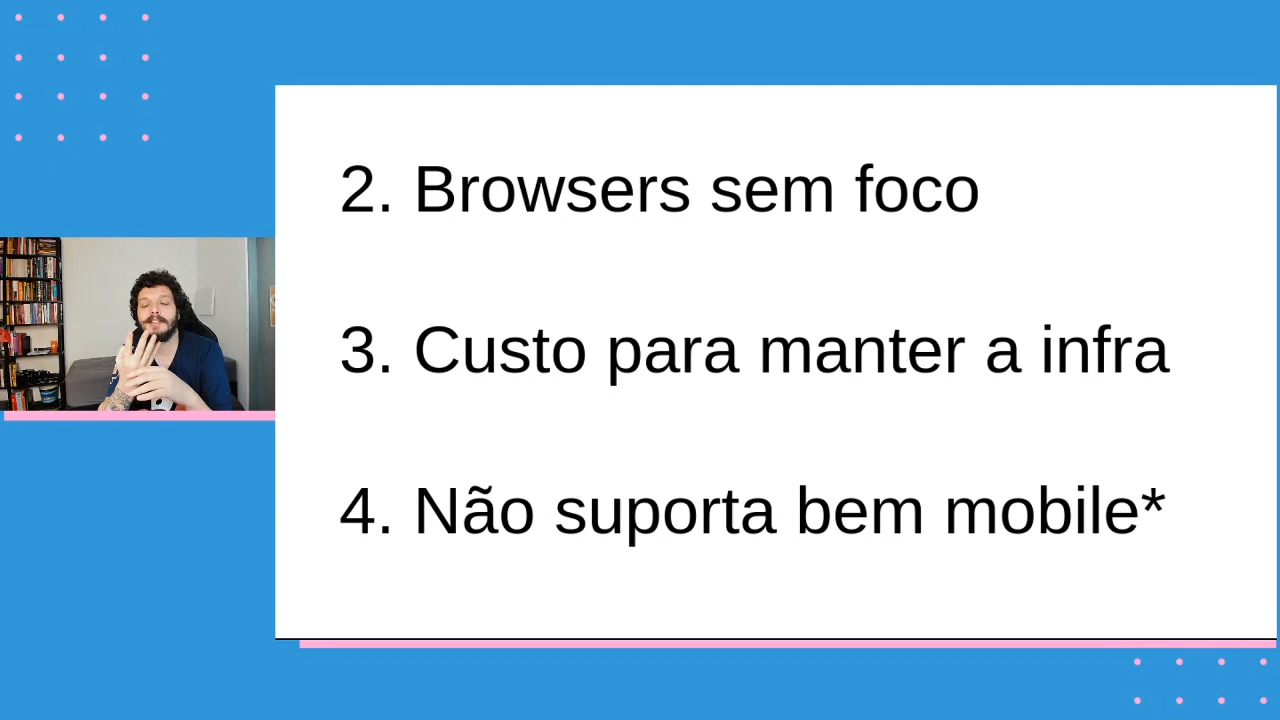 2. Browsers sem foco
3. Custo para manter a infra
4. Não suporta bem mobile*